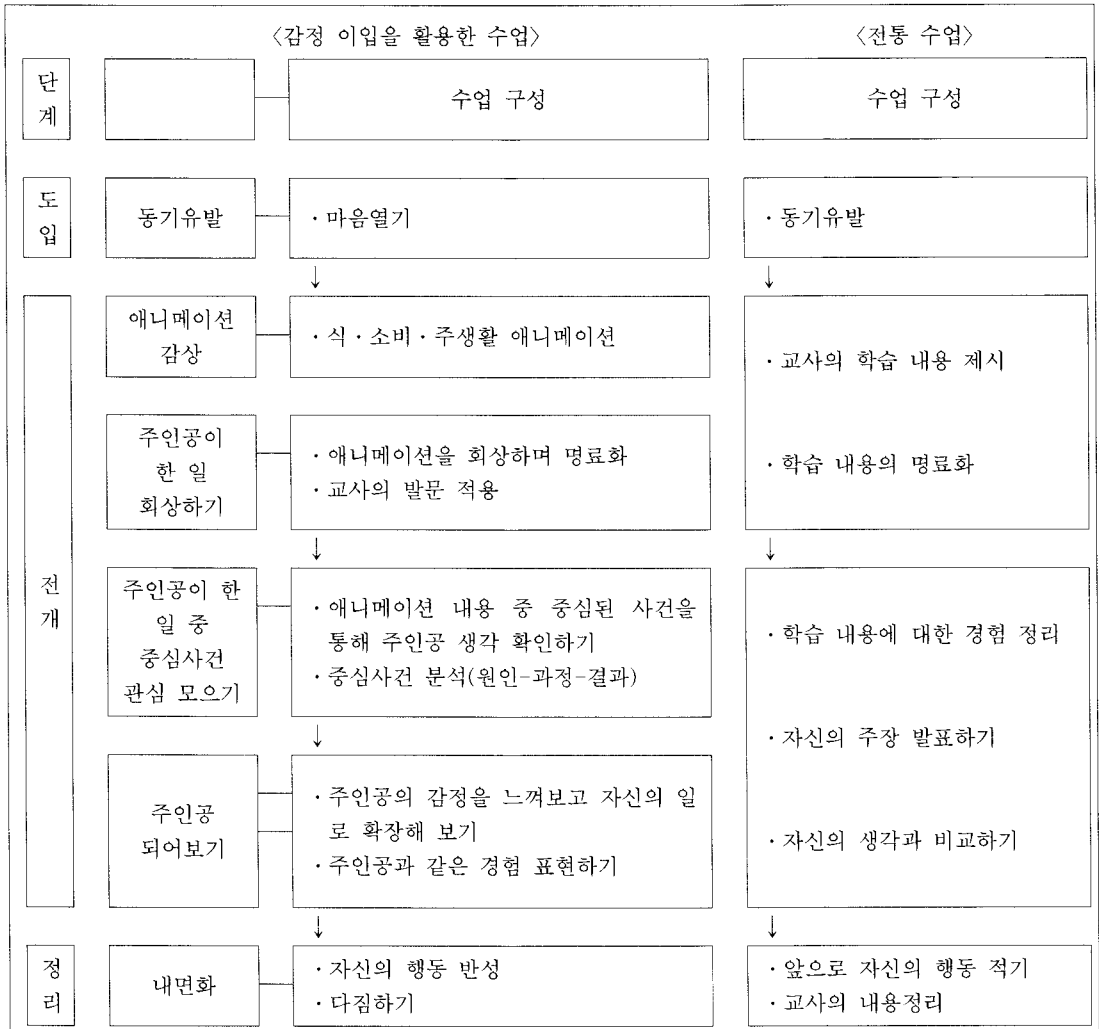 〈감정 이입을 활용한 수업〉
〈전통 수업〉
단
계
수업 구성
수업 구성
도
입
동기유발
· 마음열기
· 동기유발
↓
↓
전
개
애니메이션
감상
· 식 · 소비 · 주생활 애니메이션
주인공이
한 일
회상하기
· 애니메이션을 회상하며 명료화
· 교사의 발문 적용
· 교사의 학습 내용 제시
· 학습 내용의 명료화
↓
↓
주인공이 한
일 중
중심사건
관심 모으기
· 애니메이션 내용 중 중심된 사건을
통해 주인공 생각 확인하기
· 중심사건 분석(원인-과정-결과)
↓
주인공
되어보기
· 주인공의 감정을 느껴보고 자신의 일
로 확장해 보기
· 주인공과 같은 경험 표현하기
· 학습 내용에 대한 경험 정리
· 자신의 주장 발표하기
· 자신의 생각과 비교하기
↓
↓
정
리
내면화
· 자신의 행동 반성
· 다짐하기
· 앞으로 자신의 행동 적기
· 교사의 내용정리